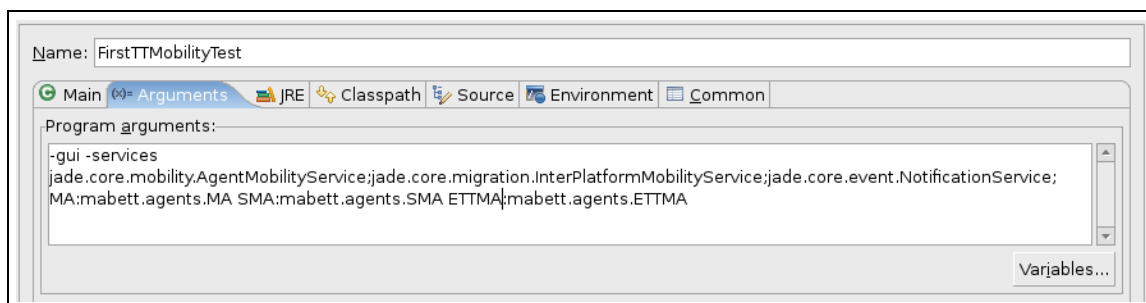 Name: FirstTTMobilityTest
Main (x)= Arguments JRE Classpath Source Environment Common
Program arguments:
-gui -services
jade.core.mobility.AgentMobilityService;jade.core.migration.InterPlatformMobilityService;jade.core.event.NotificationService;
MA:mabett.agents.MA SMA:mabett.agents.SMA ETTMA:mabett.agents.ETTMA
Variables...